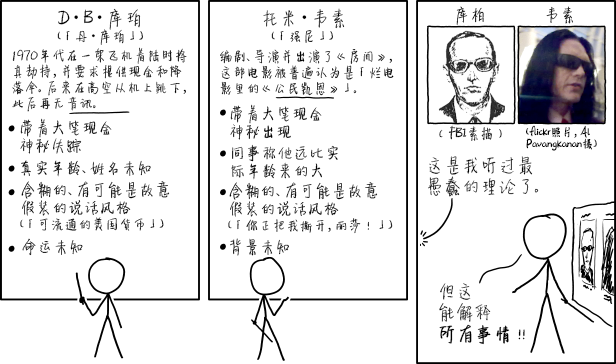 D·B·库珀
(「丹·库珀」)
1970年代在一架飞机着陆时将
其劫持，并要求提供现金和降
落伞。后来在高空从机上跳下，
此后再无音讯。
●带着大笔现金
神秘失踪
●真实年龄、姓名未知
●含糊的、有可能是故意
假装的说话风格
(「可流通的美国货币」)
●命运未知
托米·韦素
(「强尼」)
编剧、导演并出演了《房间》，
这部电影被普遍认为是「烂电
影里的《公民凯恩》」。
●带着大笔现金
神秘出现
●同事称他远比实
际年龄来的大
●含糊的、有可能是故意
假装的说话风格
(「你正把我撕开，丽莎！」)
●背景未知
库柏
韦素
(FBI素描)
(flickr照片，由
Pavangkanan摄)
这是我听过最
愚蠢的理论了。
但这
能解释
所有事情!!